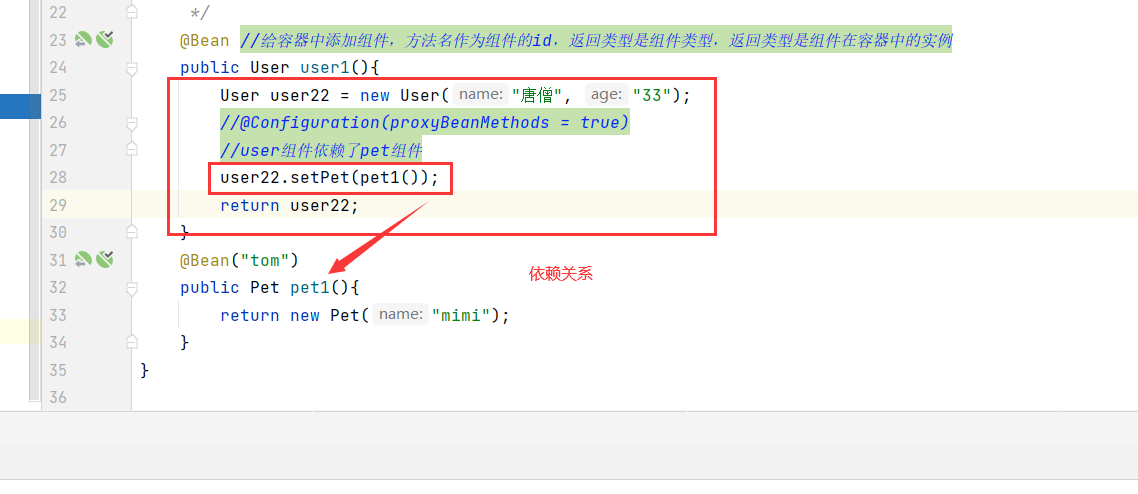 22 */
23 @Bean //给容器中添加组件，方法名作为组件的id，返回类型是组件类型，返回类型是组件在容器中的实例
24 public User user1(){
25 User user22 = new User( name: "唐僧", age: "33");
26 //@Configuration(proxyBeanMethods = true)
27 //user组件依赖了pet组件
28 user22.setPet(pet1());
29 return user22;
30 }
31 @Bean("tom")
依赖关系
32 public Pet pet1(){
33 return new Pet( name: "mimi");
34 }
35 }
36